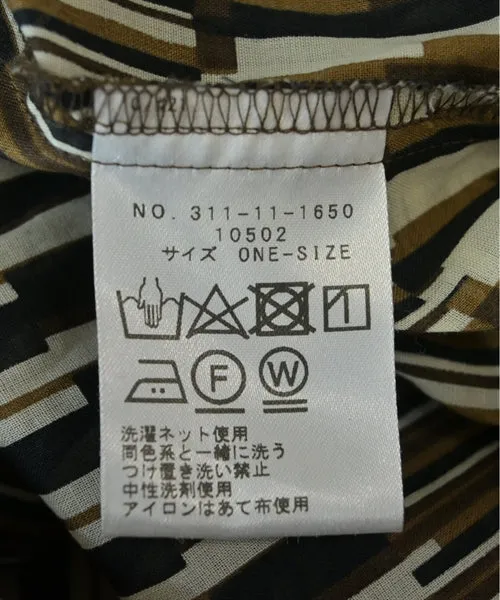 NO. 311-11-1650
10502
サイズ ONE-SIZE
F
W
洗濯ネット使用
同色系と一緒に洗う
つけ置き洗い禁止
中性洗剤使用
アイロンはあて布使用